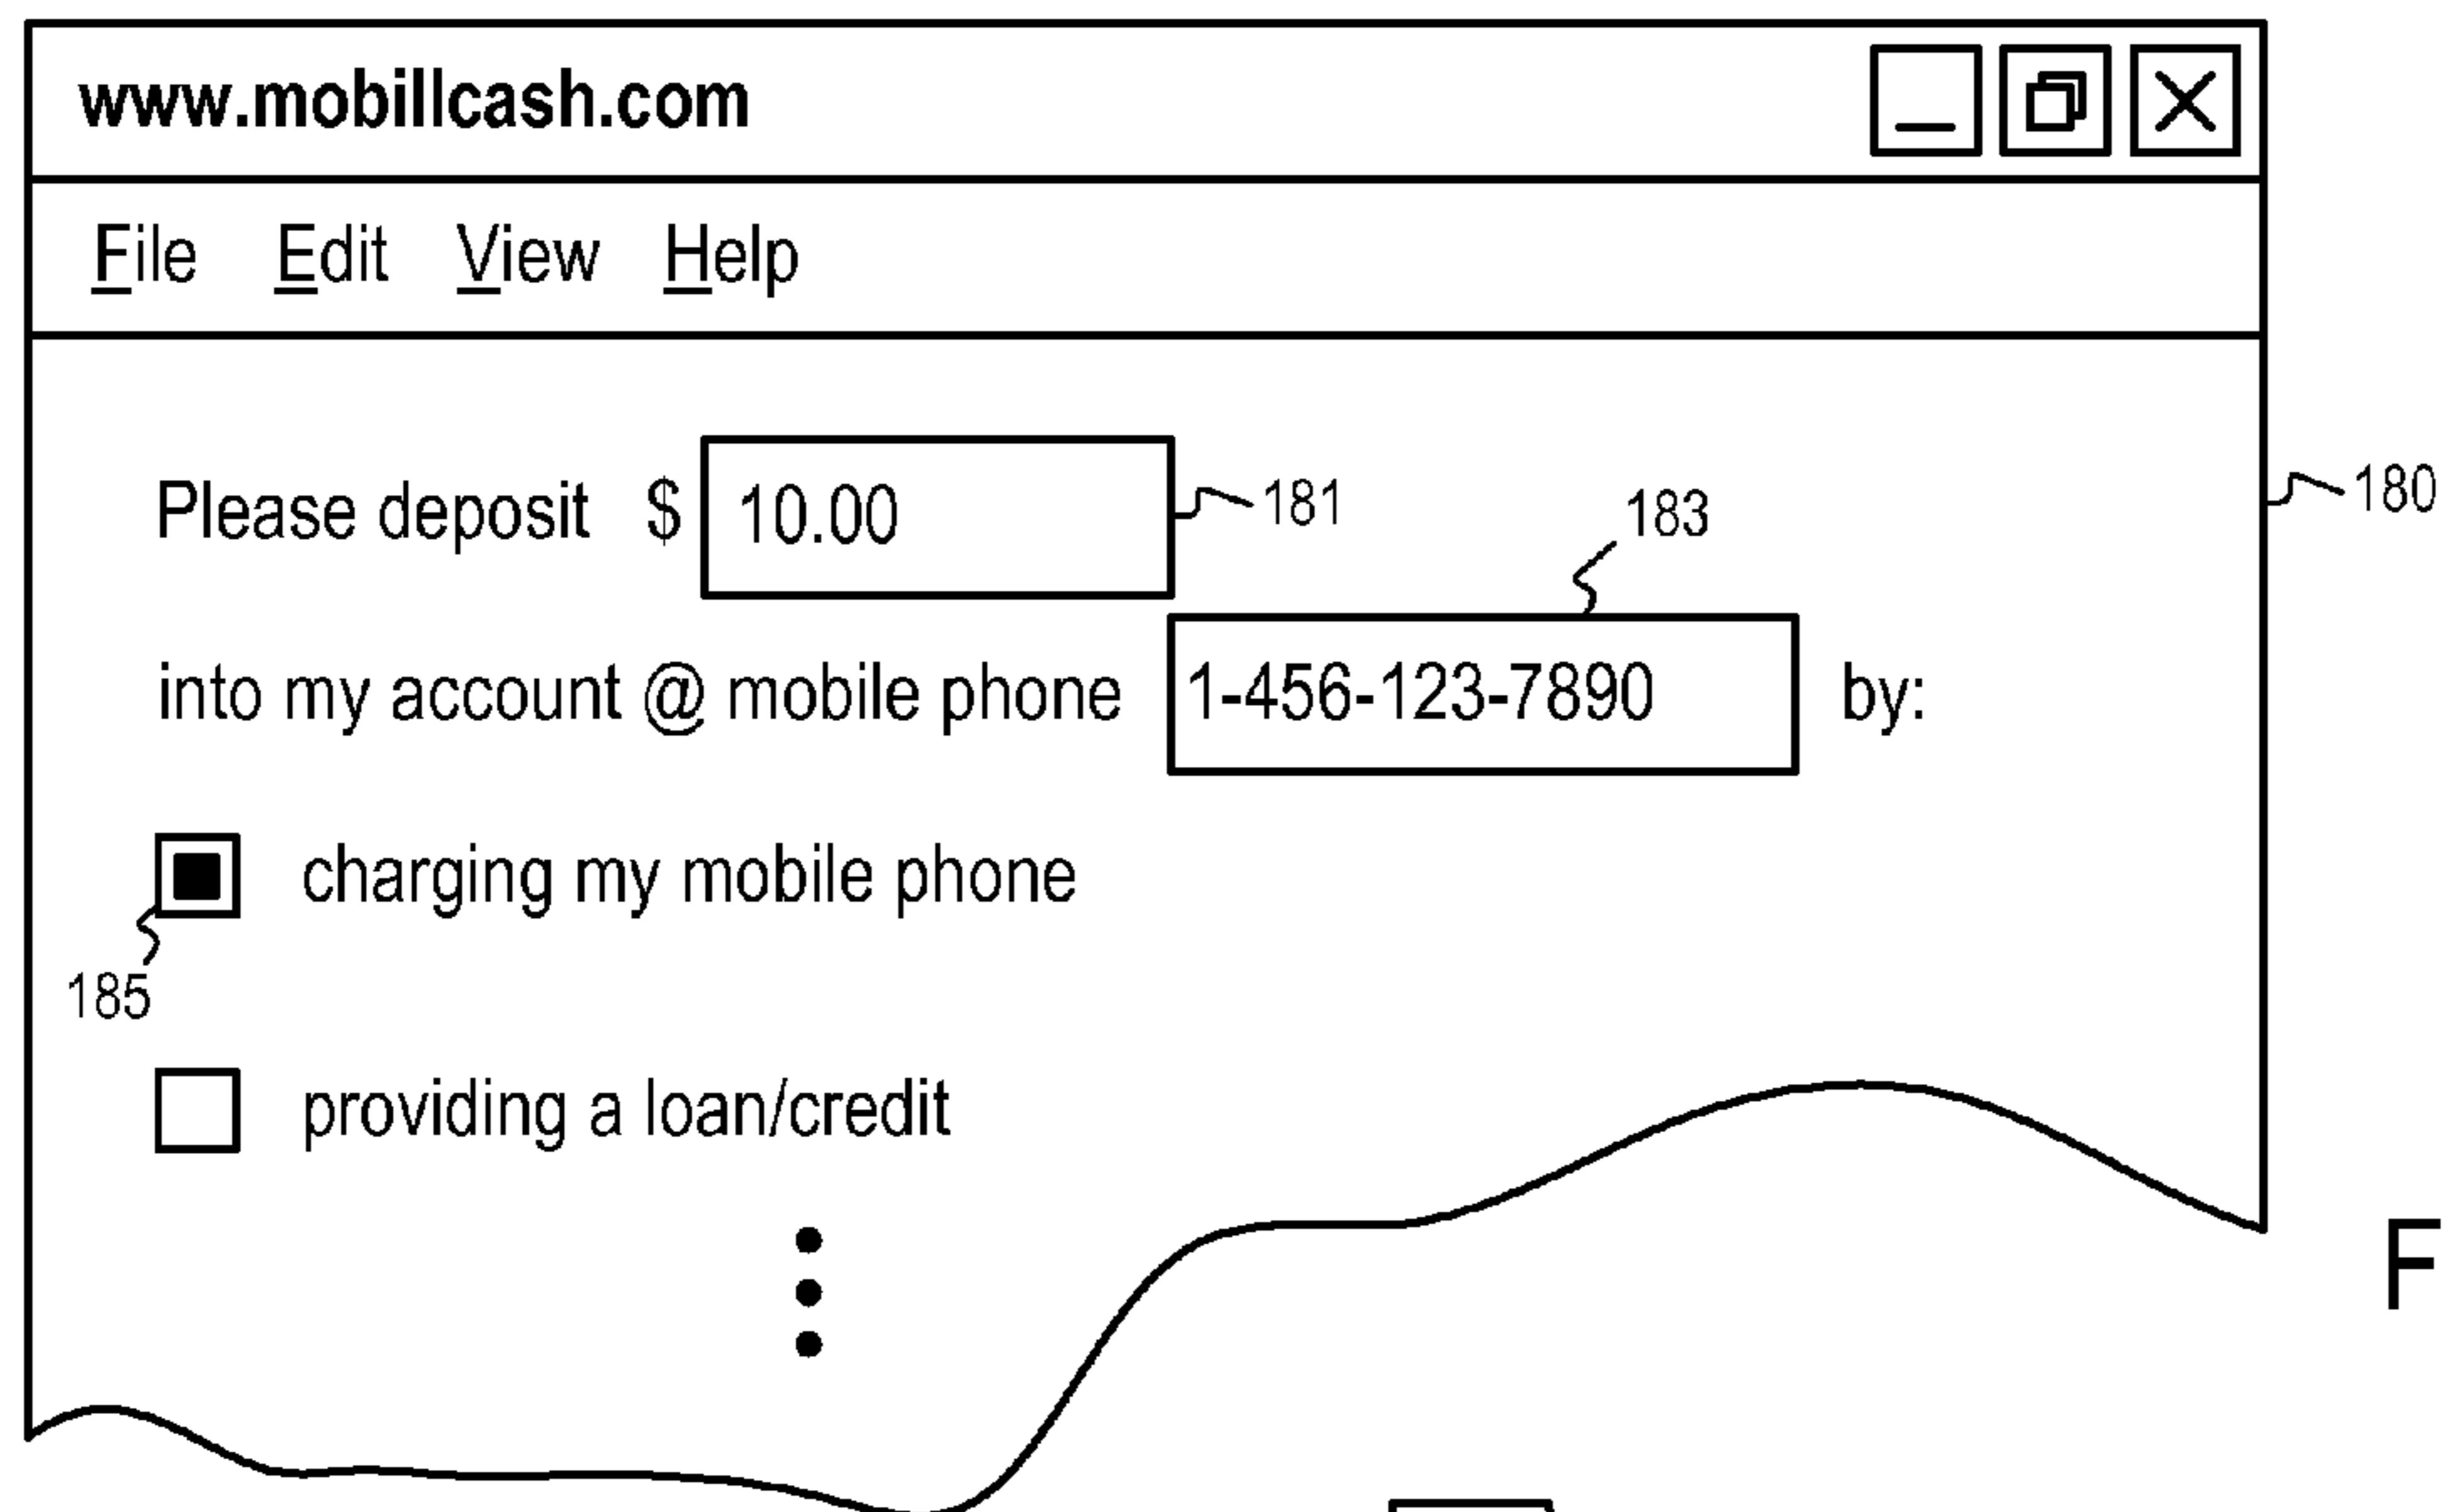 www.mobillcash.com
File Edit View Help
Please deposit $ 10.00
181
180
183
into my account @ mobile phone 1-456-123-7890 by:
charging my mobile phone
185
providing a loan/credit
F